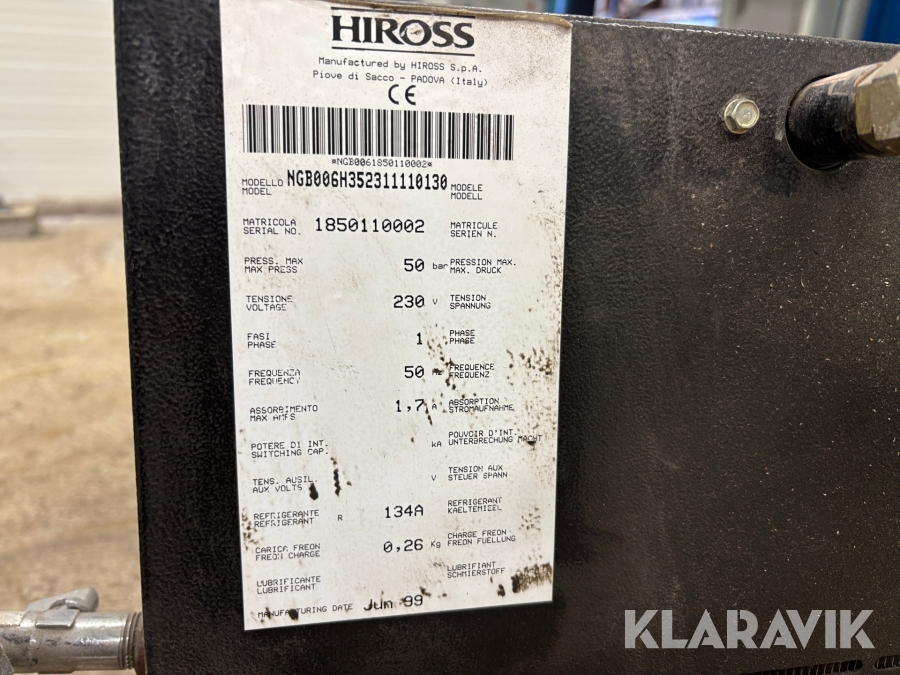 HIROSS
Manufactured by HIROSS S.p.A.
Piove di Sacco - PADOVA (Italy)
CE
*NGB0061850110002*
MODELLO NGB006H352311110130 MODELE
MODEL MODELL
MATRICOLA 1850110002 MATRICULE
SERIAL NO. SERIEN N.
PRESS. MAX 50 bar PRESSION MAX.
MAX PRESS MAX. DRUCK
TENSIONE 230 V TENSION
VOLTAGE SPANNUNG
FASI 1 PHASE
PHASE PHASE
FREQUENZA 50 Hz FREQUENCE
FREQUENCY FREQUENZ
ASSORBIMENTO 1,7 A ABSORPTION
MAX AMPS STROMAUFNAHME
POTERE DI INT. kA POUVOIR D'INT.
SWITCHING CAP. UNTERBRECHUNG MACHT
TENS. AUSIL. V TENSION AUX
AUX VOLTS STEUER SPANN
REFRIGERANTE R 134A REFRIGERANT
REFRIGERANT KAELTEMIZEL
CARICA FREON 0,26 Kg CHARGE FREON
FREON CHARGE FREON FUELLUNG
LUBRIFICANTE LUBRIFIANT
LUBRIFICANT SCHMIERSTOFF
MANUFACTURING DATE Jun 99
KLARAVIK